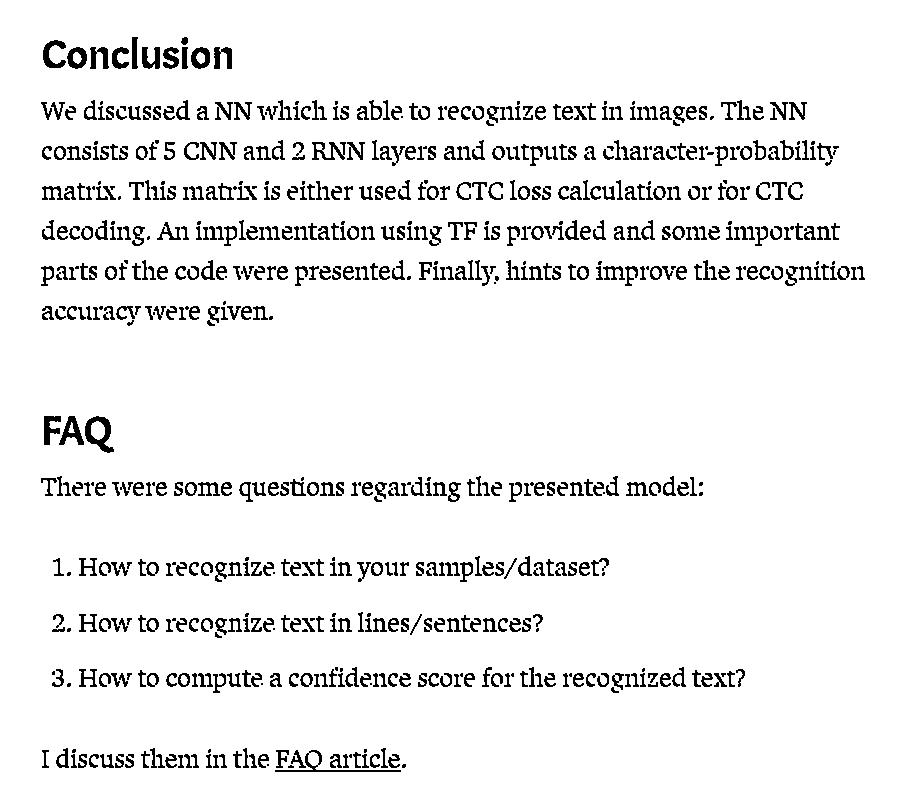 Conclusion
We discussed a NN which is able to recognize text in images. The NN
consists of 5 CNN and 2 RNN layers and outputs a character-probability
matrix. This matrix is either used for CTC loss calculation or for CTC
decoding. An implementation using TF is provided and some important
parts of the code were presented. Finally, hints to improve the recognition
accuracy were given.
FAQ
There were some questions regarding the presented model:
1. How to recognize text in your samples/dataset?
2. How to recognize text in lines/sentences?
3. How to compute a confidence score for the recognized text?
I discuss them in the FAQ article.